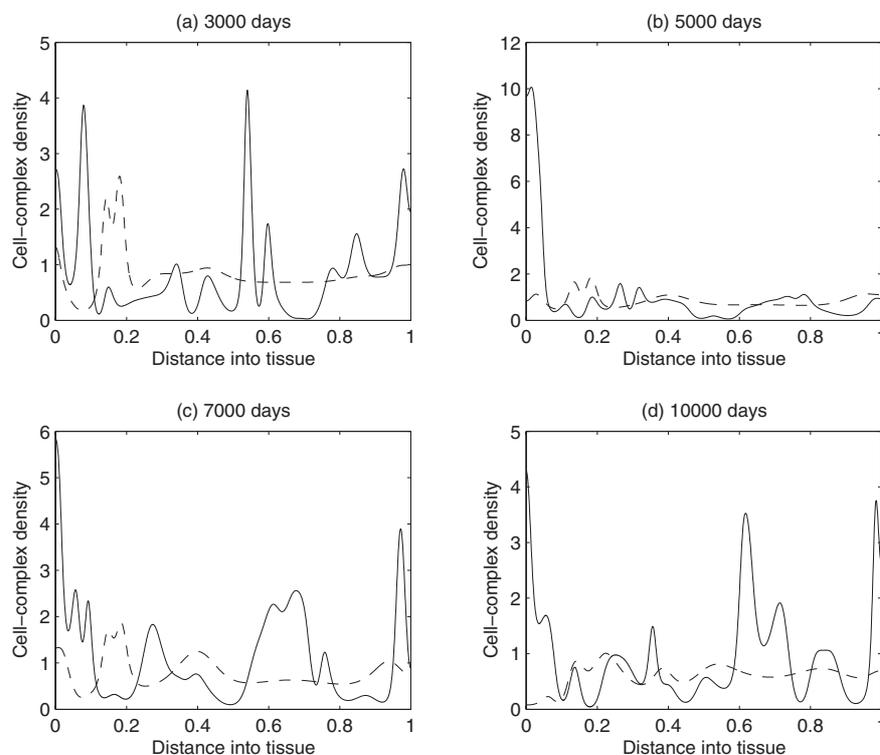 (a) 3000 days
Cell–complex density
5
4
3
2
1
0
0 0.2 0.4 0.6 0.8 1
Distance into tissue
(b) 5000 days
Cell–complex density
12
10
8
6
4
2
0
0 0.2 0.4 0.6 0.8
Distance into tissue
(c) 7000 days
Cell–complex density
6
5
4
3
2
1
0
0 0.2 0.4 0.6 0.8 1
Distance into tissue
(d) 10000 days
Cell–complex density
5
4
3
2
1
0
0 0.2 0.4 0.6 0.8
Distance into tissue